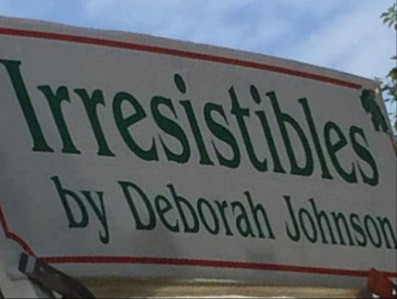 Irresistibles
by Deborah Johnson